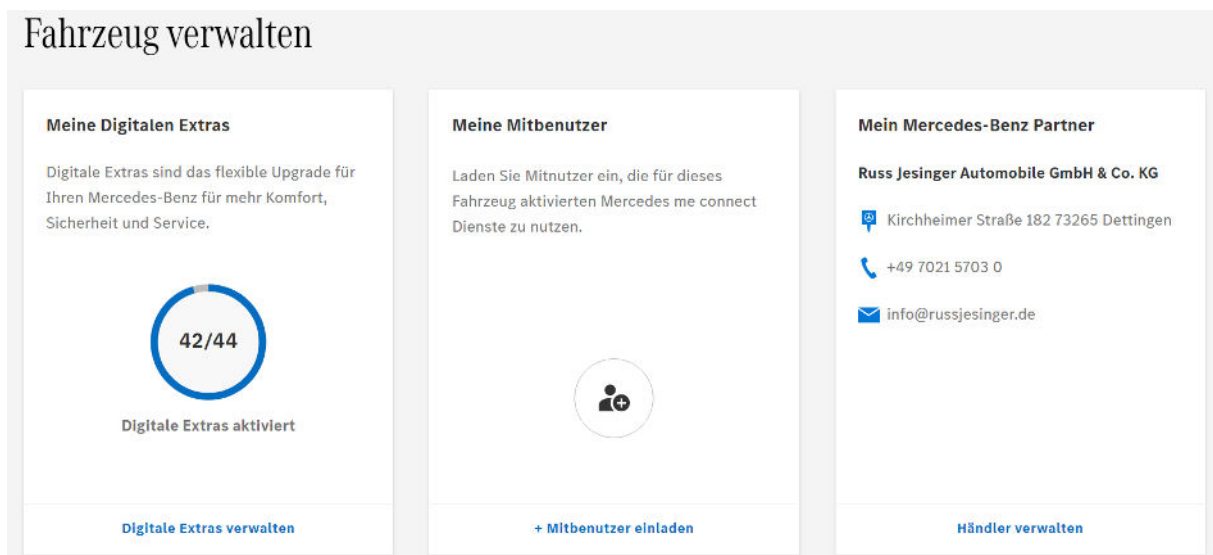 Fahrzeug verwalten
Meine Digitalen Extras
Digitale Extras sind das flexible Upgrade für
Ihren Mercedes-Benz für mehr Komfort,
Sicherheit und Service.
42/44
Digitale Extras aktiviert
Digitale Extras verwalten
Meine Mitbenutzer
Laden Sie Mitnutzer ein, die für dieses
Fahrzeug aktivierten Mercedes me connect
Dienste zu nutzen.
+ Mitbenutzer einladen
Mein Mercedes-Benz Partner
Russ Jesinger Automobile GmbH & Co. KG
Kirchheimer Straße 182 73265 Dettingen
+49 7021 5703 0
info@russjesinger.de
Händler verwalten